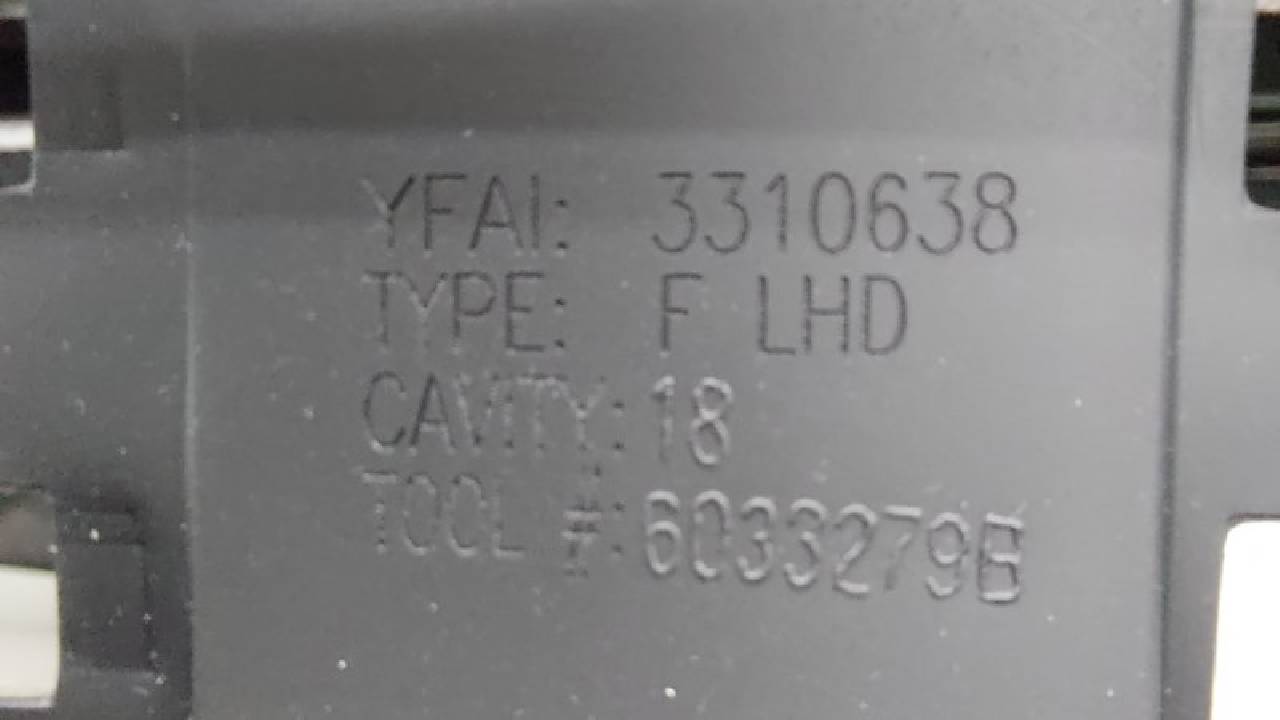 YFAI: 3310638
TYPE: F LHD
CAVITY: 18
TOOL #: 6033279B